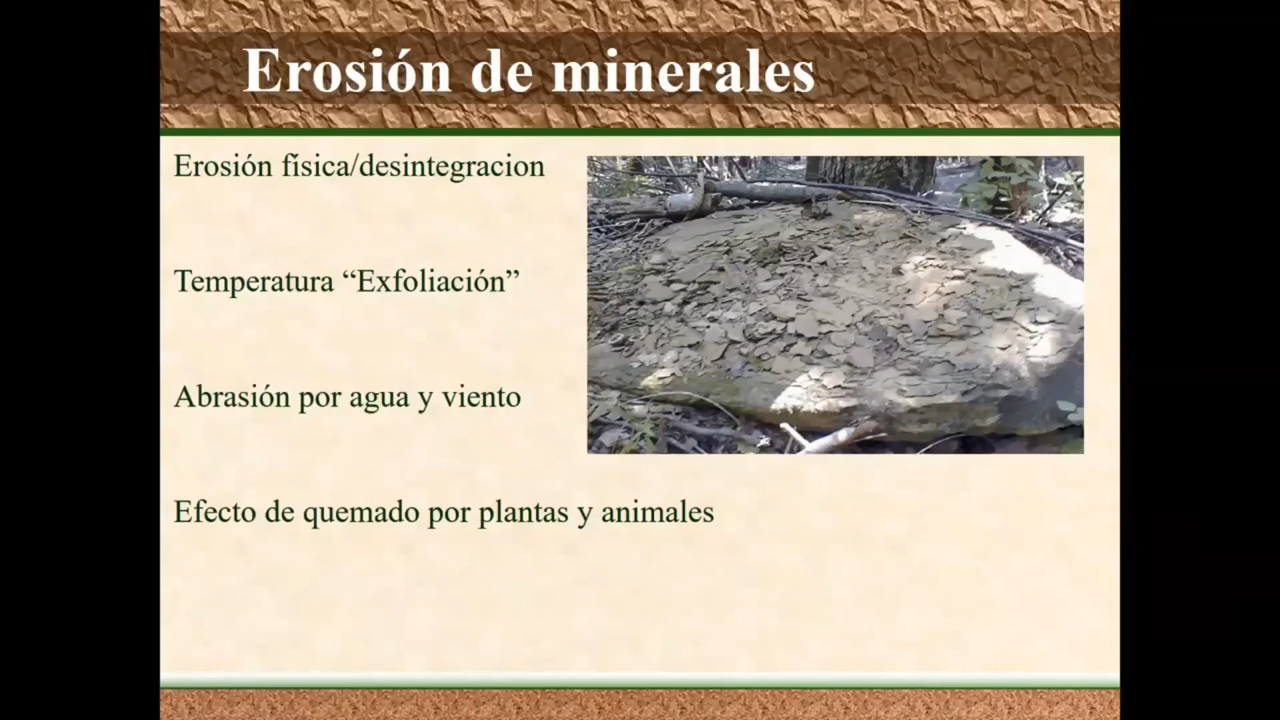 Erosión de minerales
Erosión física/desintegracion
Temperatura “Exfoliación”
Abrasión por agua y viento
Efecto de quemado por plantas y animales